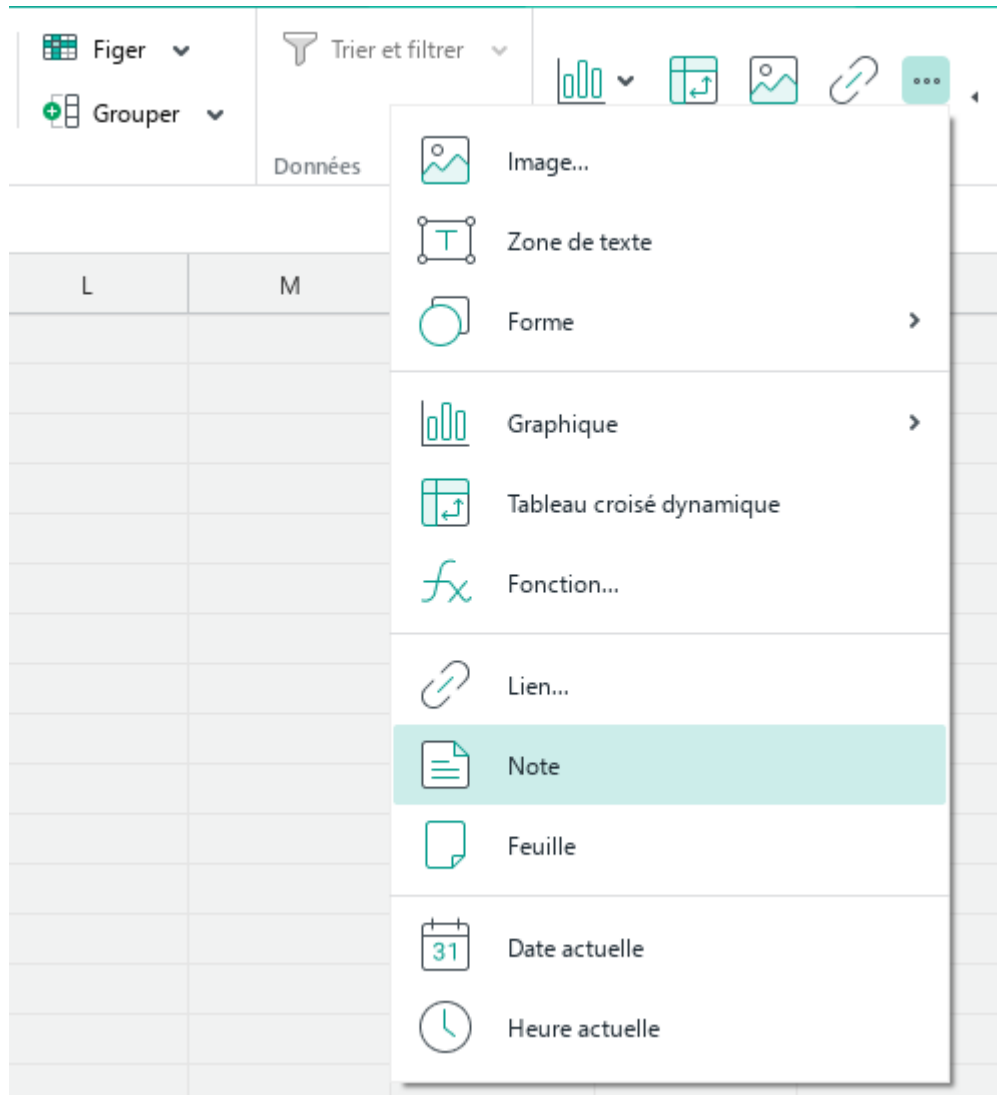 Figer
Trier et filtrer
Grouper
Données
L
M
Image...
Zone de texte
Forme
Graphique
Tableau croisé dynamique
Fonction...
Lien...
Note
Feuille
31
Date actuelle
Heure actuelle